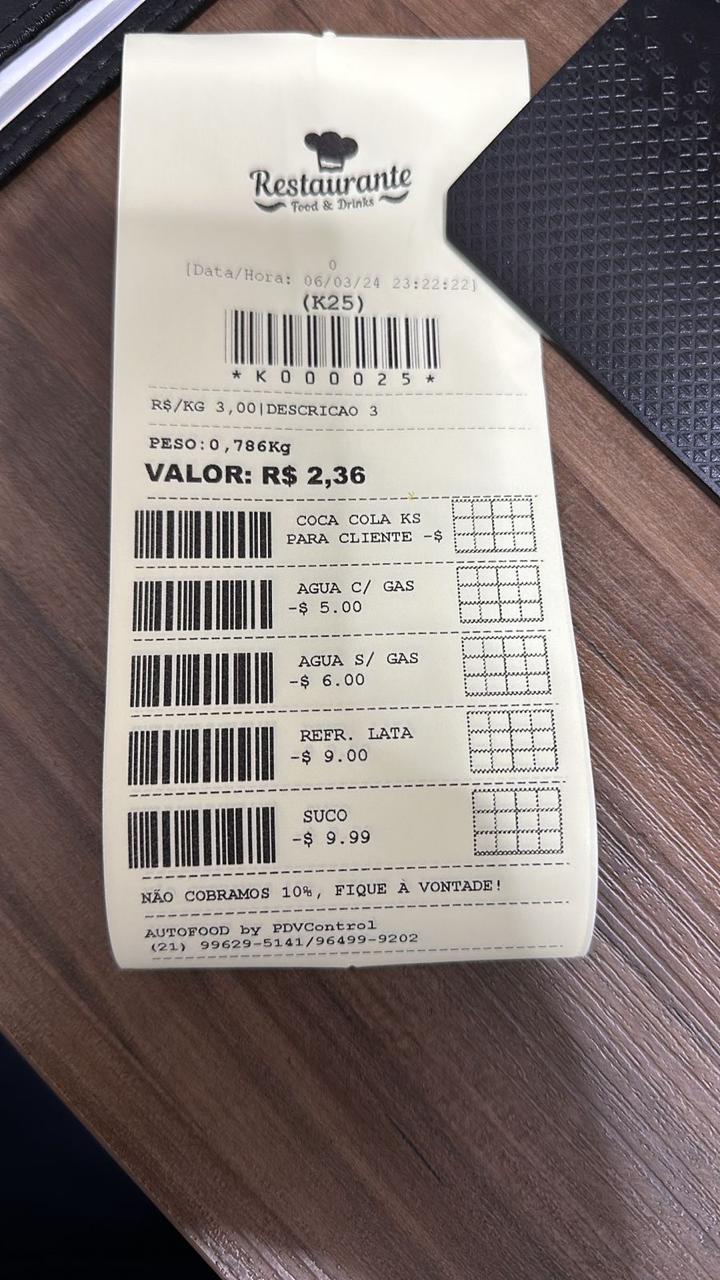 Restaurante
Food & Drinks
0
[Data/Hora: 06/03/24 23:22:22]
(K25)
*K000025*
R$/KG 3,00|DESCRICAO 3
PESO:0,786Kg
VALOR: R$ 2,36
COCA COLA KS
PARA CLIENTE -$
AGUA C/ GAS
-$ 5.00
AGUA S/ GAS
-$ 6.00
REFR. LATA
-$ 9.00
SUCO
-$ 9.99
NÃO COBRAMOS 10%, FIQUE À VONTADE!
AUTOFOOD by PDVControl
(21) 99629-5141/96499-9202